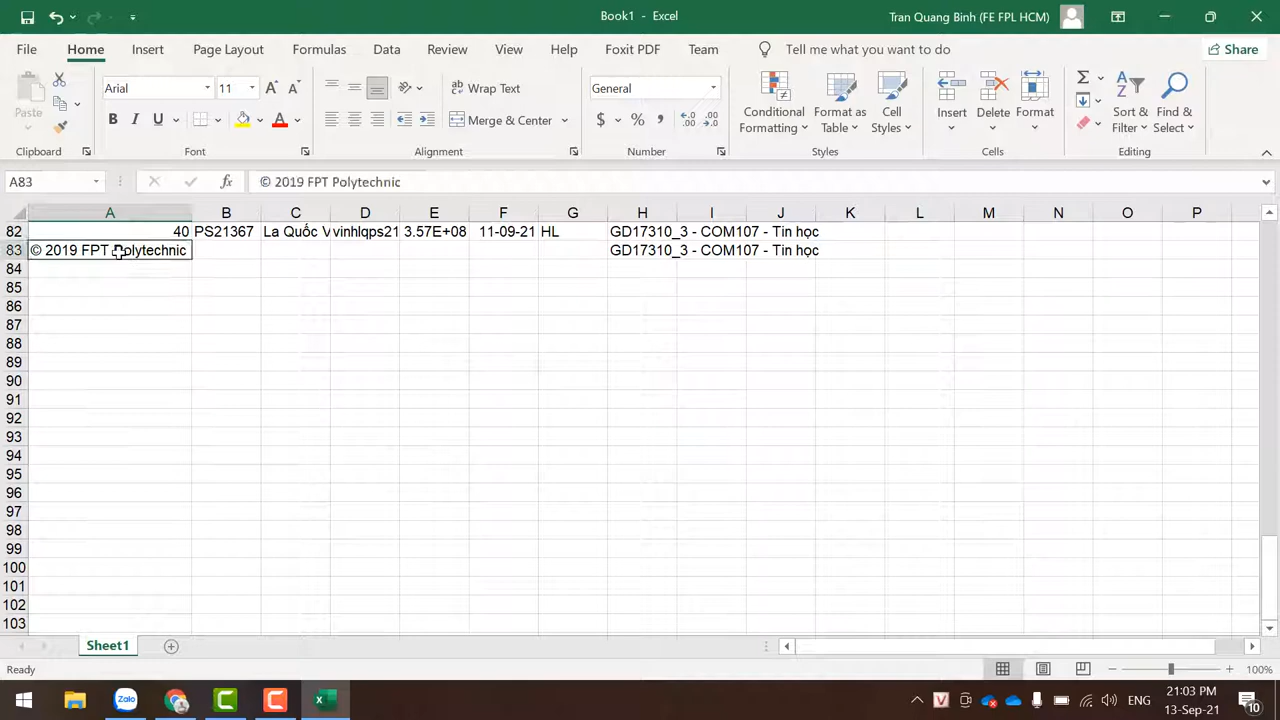 Book1 - Excel
Tran Quang Binh (FE FPL HCM)
File Home Insert Page Layout Formulas Data Review View Help Foxit PDF Team Tell me what you want to do Share
Paste
Arial 11
Wrap Text
Merge & Center
General
Conditional Formatting
Format as Table
Cell Styles
Insert Delete Format
Sort & Filter
Find & Select
Clipboard Font Alignment Number Styles Cells Editing
A83 fx © 2019 FPT Polytechnic
A B C D E F G H I J K L M N O P
82 40 PS21367 La Quốc V vinhlqps21 3.57E+08 11-09-21 HL GD17310_3 - COM107 - Tin học
83 © 2019 FPT Polytechnic GD17310_3 - COM107 - Tin học
84
85
86
87
88
89
90
91
92
93
94
95
96
97
98
99
100
101
102
103
Sheet1
Ready 100%
Zalo ENG 21:03 PM
13-Sep-21 10